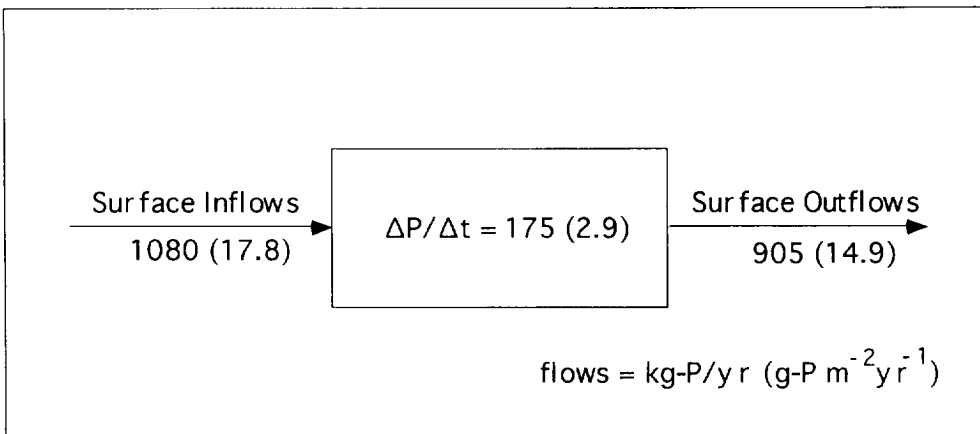 Surface Inflows
1080 (17.8)
ΔP/Δt = 175 (2.9)
Surface Outflows
905 (14.9)
flows = kg-P/yr (g-P m⁻²yr⁻¹)